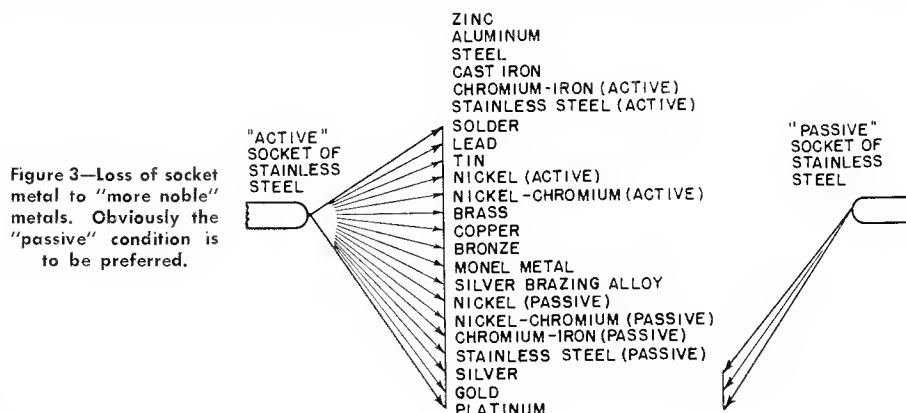 Figure 3—Loss of socket
metal to "more noble"
metals. Obviously the
"passive" condition is
to be preferred.
"ACTIVE"
SOCKET OF
STAINLESS
STEEL
ZINC
ALUMINUM
STEEL
CAST IRON
CHROMIUM-IRON (ACTIVE)
STAINLESS STEEL (ACTIVE)
SOLDER
LEAD
TIN
NICKEL (ACTIVE)
NICKEL-CHROMIUM (ACTIVE)
BRASS
COPPER
BRONZE
MONEL METAL
SILVER BRAZING ALLOY
NICKEL (PASSIVE)
NICKEL-CHROMIUM (PASSIVE)
CHROMIUM-IRON (PASSIVE)
STAINLESS STEEL (PASSIVE)
SILVER
GOLD
PLATINUM
"PASSIVE"
SOCKET OF
STAINLESS
STEEL